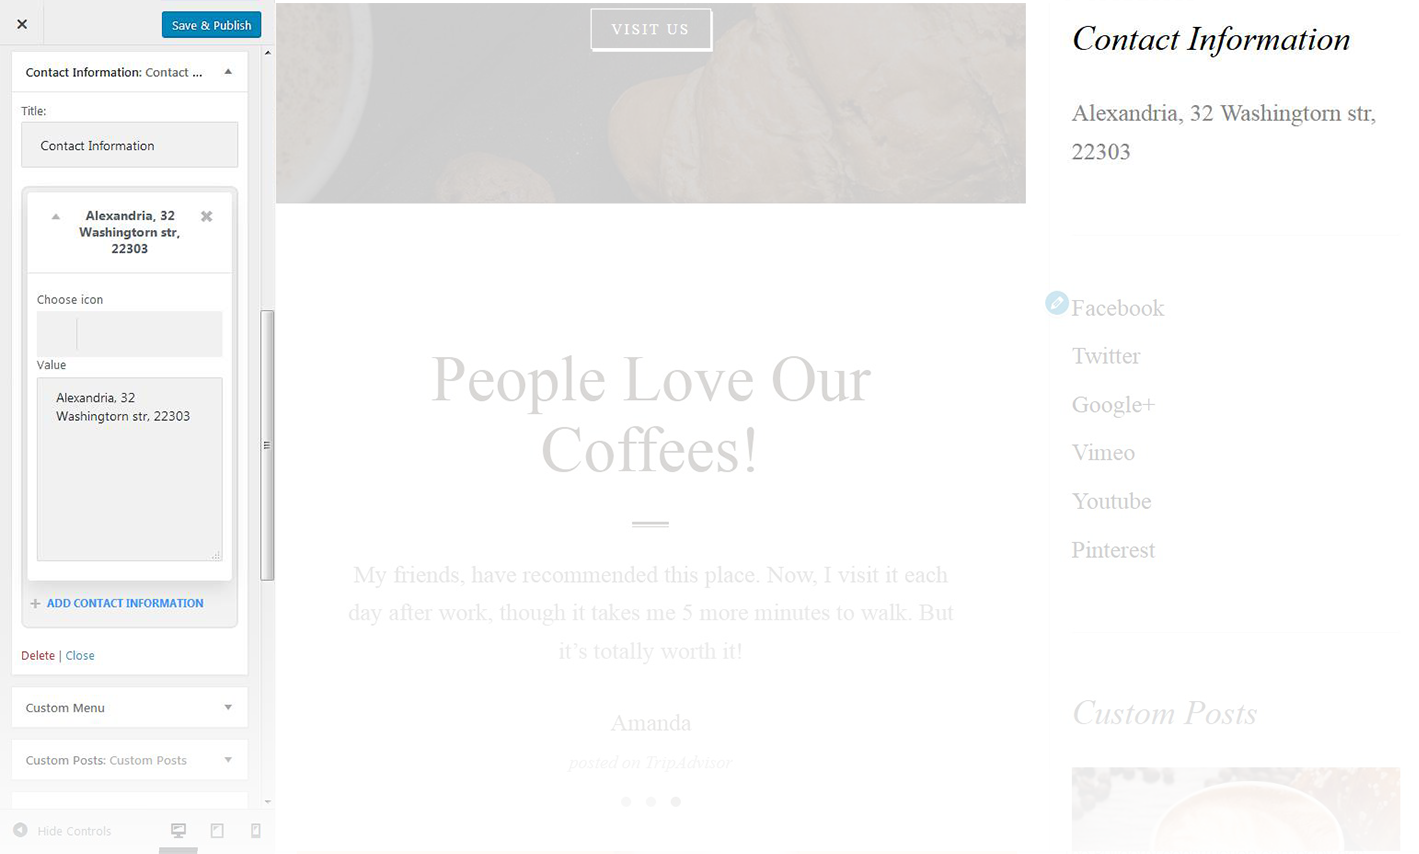 Save & Publish
Contact Information: Contact ...
Title:
Contact Information
Alexandria, 32
Washingtorn str,
22303
Choose icon
Value
Alexandria, 32
Washingtorn str, 22303
ADD CONTACT INFORMATION
Delete | Close
Custom Menu
Custom Posts: Custom Posts
Hide Controls
VISIT US
People Love Our
Coffees!
My friends, have recommended this place. Now, I visit it each
day after work, though it takes me 5 more minutes to walk. But
it’s totally worth it!
Amanda
posted on TripAdvisor
Contact Information
Alexandria, 32 Washingtorn str,
22303
Facebook
Twitter
Google+
Vimeo
Youtube
Pinterest
Custom Posts